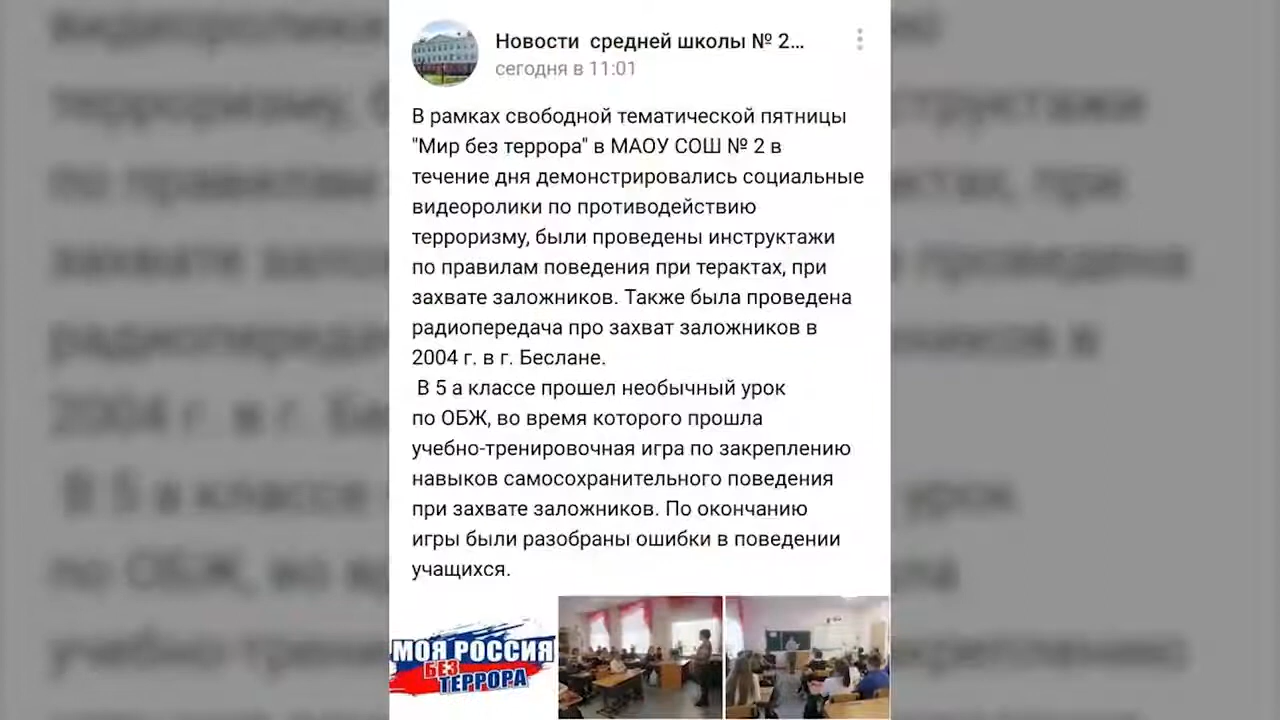 Новости средней школы № 2...
сегодня в 11:01
В рамках свободной тематической пятницы
"Мир без террора" в МАОУ СОШ № 2 в
течение дня демонстрировались социальные
видеоролики по противодействию
терроризму, были проведены инструктажи
по правилам поведения при терактах, при
захвате заложников. Также была проведена
радиопередача про захват заложников в
2004 г. в г. Беслане.
В 5 а классе прошел необычный урок
по ОБЖ, во время которого прошла
учебно-тренировочная игра по закреплению
навыков самосохранительного поведения
при захвате заложников. По окончанию
игры были разобраны ошибки в поведении
учащихся.
МОЯ РОССИЯ
БЕЗ
ТЕРРОРА